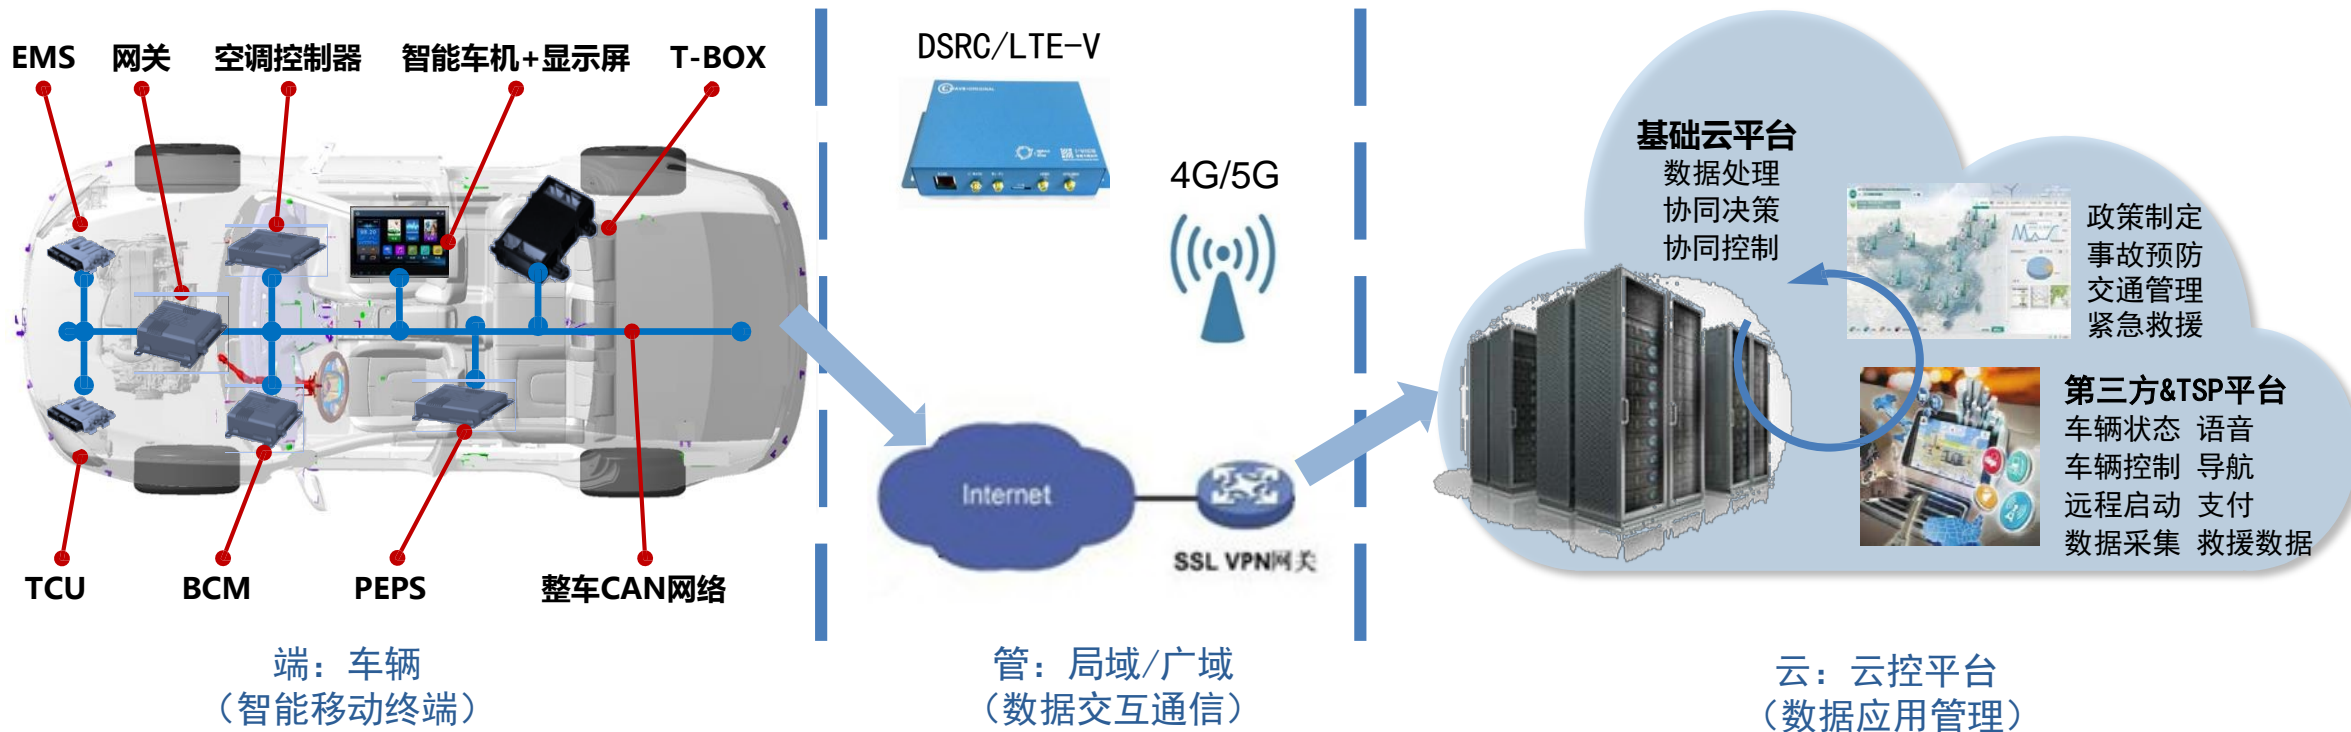 EMS 网关 空调控制器 智能车机+显示屏 T-BOX
TCU BCM PEPS 整车CAN网络
端：车辆
（智能移动终端）
DSRC/LTE-V
4G/5G
Internet
SSL VPN网关
管：局域/广域
（数据交互通信）
基础云平台
数据处理
协同决策
协同控制
政策制定
事故预防
交通管理
紧急救援
第三方&TSP平台
车辆状态 语音
车辆控制 导航
远程启动 支付
数据采集 救援数据
云：云控平台
（数据应用管理）